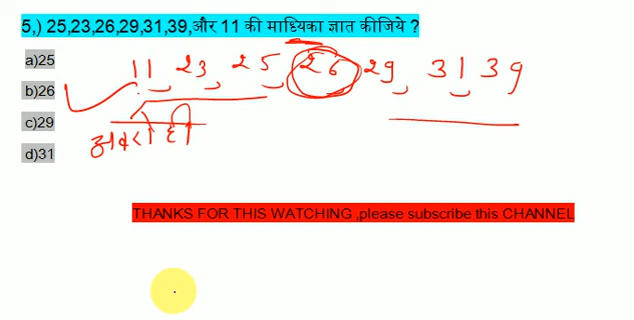 5,) 25,23,26,29,31,39,और 11 की माध्यिका ज्ञात कीजिये ?
a)25
11, 23, 25, 26 29, 31, 39
b)26
c)29
d)31
THANKS FOR THIS WATCHING ,please subscribe this CHANNEL